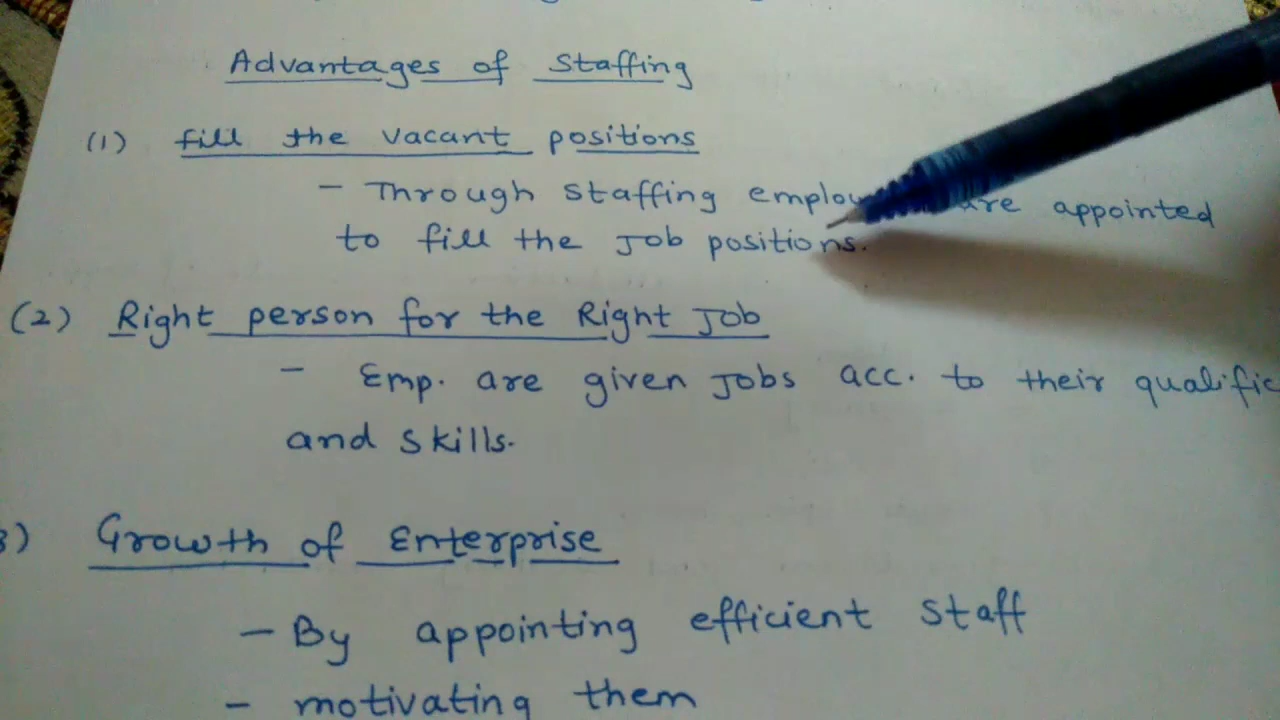 Advantages of Staffing
(1) fill the vacant positions
- Through staffing are appointed
to fill the Job positions.
(2) Right person for the Right Job
- Emp. are given Jobs acc. to their
and skills.
3) Growth of Enterprise
- By appointing efficient staff
- motivating them